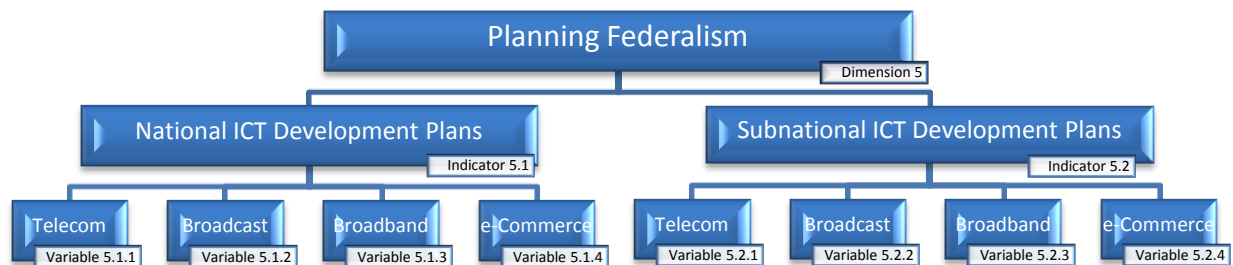 Planning Federalism
Dimension 5
National ICT Development Plans
Indicator 5.1
Subnational ICT Development Plans
Indicator 5.2
Telecom
Variable 5.1.1
Broadcast
Variable 5.1.2
Broadband
Variable 5.1.3
e-Commerce
Variable 5.1.4
Telecom
Variable 5.2.1
Broadcast
Variable 5.2.2
Broadband
Variable 5.2.3
e-Commerce
Variable 5.2.4